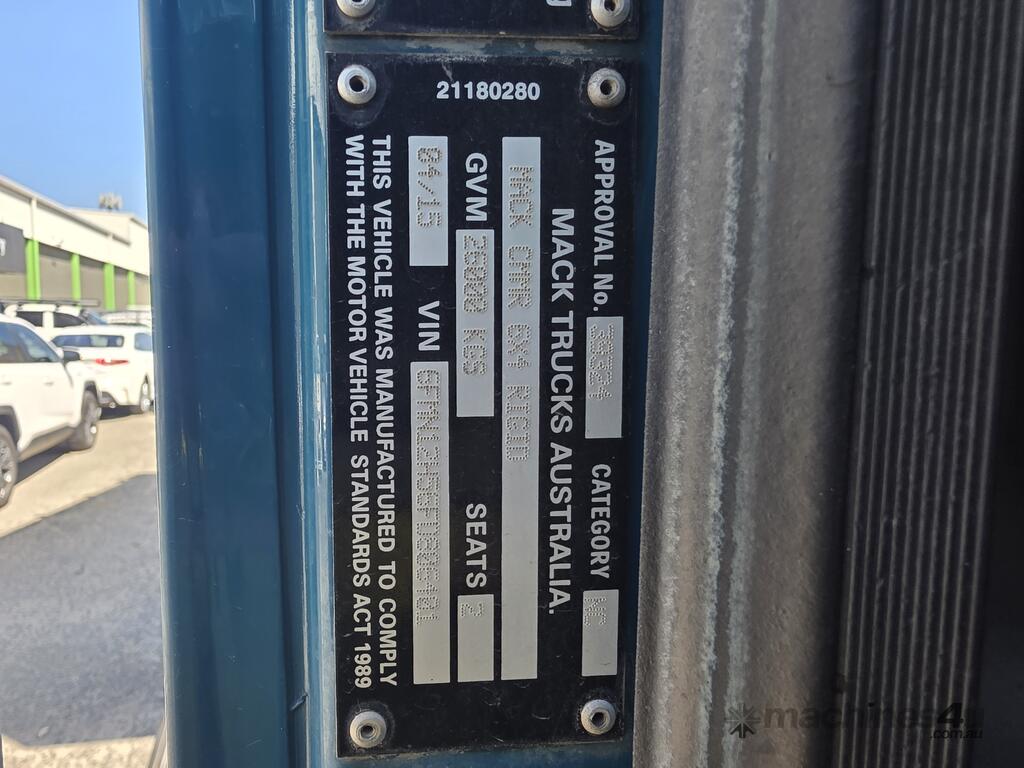 21180280
APPROVAL No. CATEGORY NC
MACK TRUCKS AUSTRALIA.
MACK CMMR 6X4 RIGID
GVM KGS SEATS 2
04/15 VIN
THIS VEHICLE WAS MANUFACTURED TO COMPLY
WITH THE MOTOR VEHICLE STANDARDS ACT 1989
machines4u
.com.au